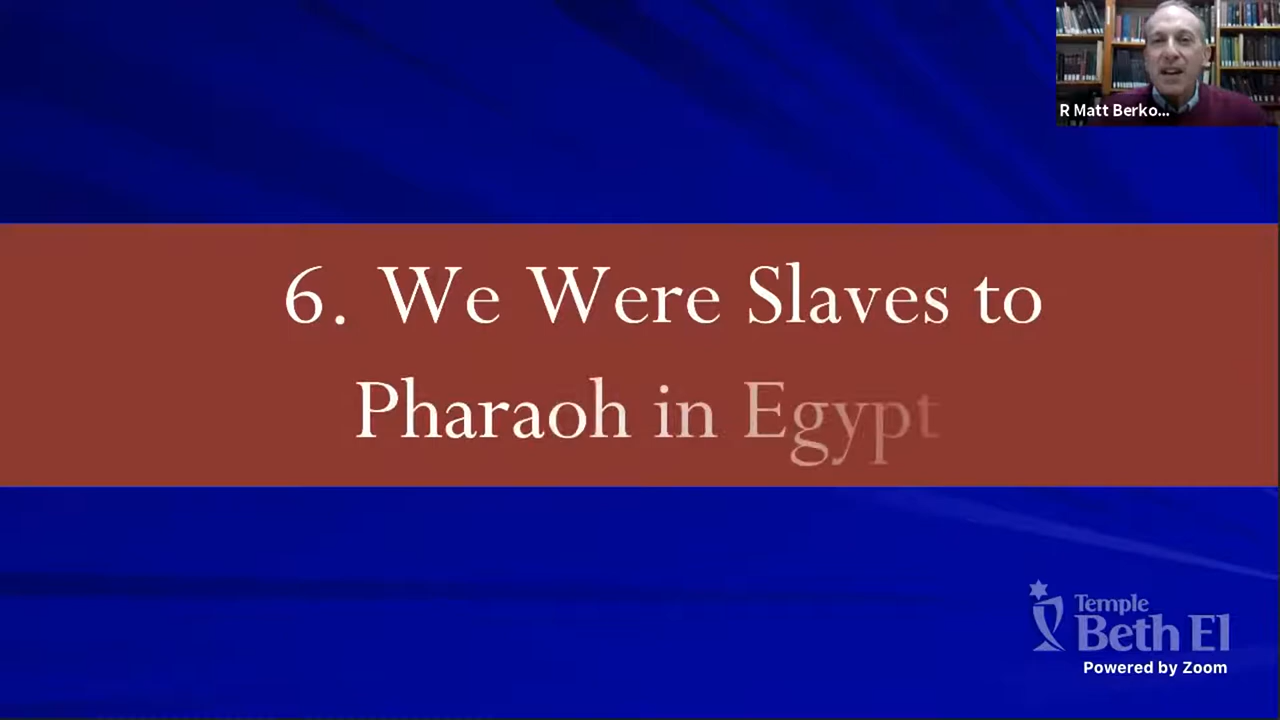 R Matt Berko...
6. We Were Slaves to
Pharaoh in Egypt
Temple
Beth El
Powered by Zoom